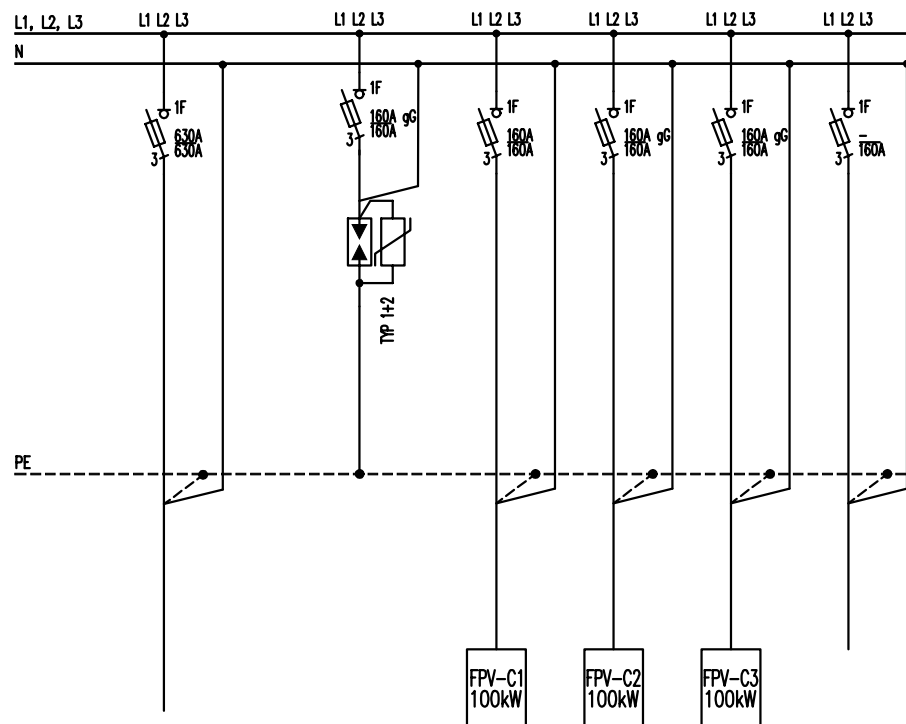 L1, L2, L3
L1 L2 L3
L1 L2 L3
L1 L2 L3
L1 L2 L3
L1 L2 L3
L1 L2 L3
N
1F
630A
630A
3
1F
160A gG
160A
3
1F
160A
160A
3
1F
160A gG
160A
3
1F
160A gG
160A
3
1F
–
160A
3
TYP 1+2
PE
FPV-C1
100kW
FPV-C2
100kW
FPV-C3
100kW